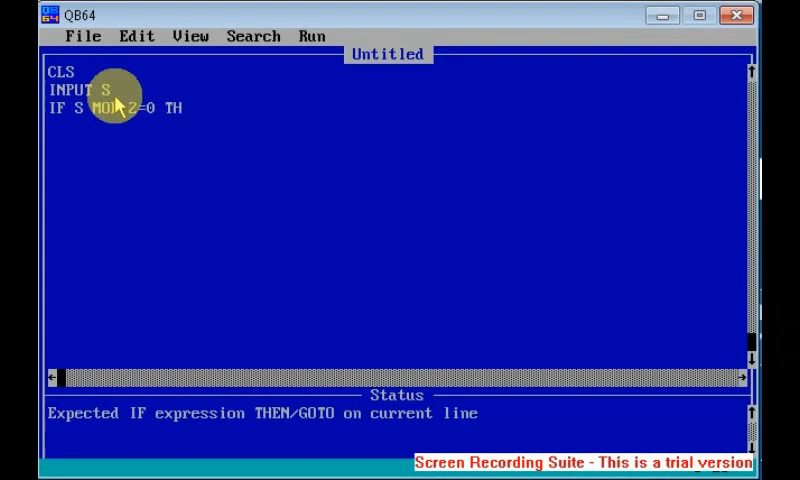 QB64
File Edit View Search Run
Untitled
CLS
INPUT S
IF S MOD 2=0 TH
Status
Expected IF expression THEN/GOTO on current line
Screen Recording Suite - This is a trial version